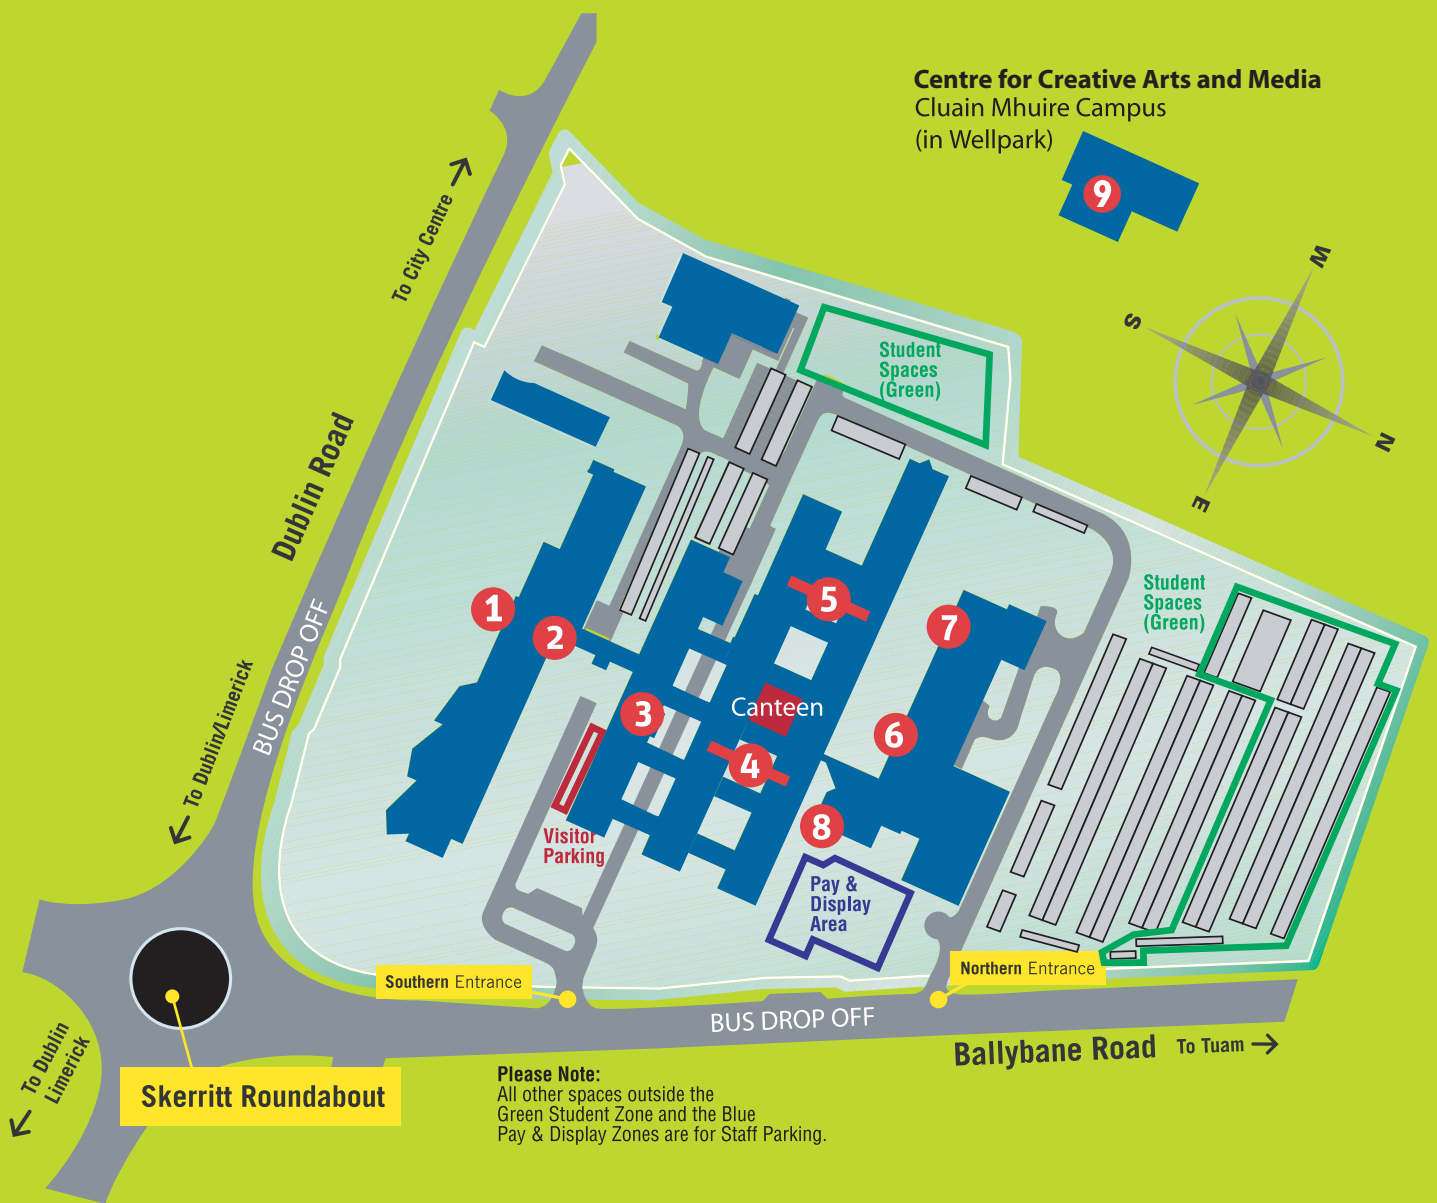 Centre for Creative Arts and Media
Cluain Mhuire Campus
(in Wellpark)
9
W
S
N
E
To City Centre
Dublin Road
BUS DROP OFF
To Dublin/Limerick
Student
Spaces
(Green)
Student
Spaces
(Green)
1
2
3
4
5
6
7
8
Canteen
Visitor
Parking
Pay &
Display
Area
Southern Entrance
Northern Entrance
BUS DROP OFF
Ballybane Road
To Tuam
To Dublin
Limerick
Skerritt Roundabout
Please Note:
All other spaces outside the
Green Student Zone and the Blue
Pay & Display Zones are for Staff Parking.